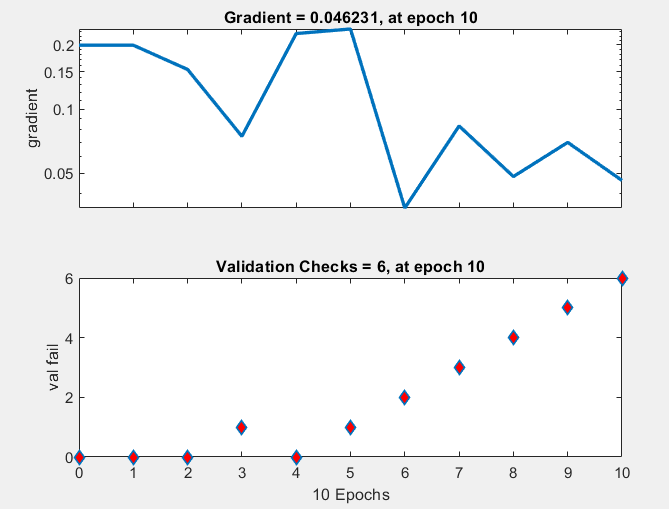 Gradient = 0.046231, at epoch 10
0.2
0.15
0.1
0.05
gradient
Validation Checks = 6, at epoch 10
6
4
2
0
val fail
0 1 2 3 4 5 6 7 8 9 10
10 Epochs